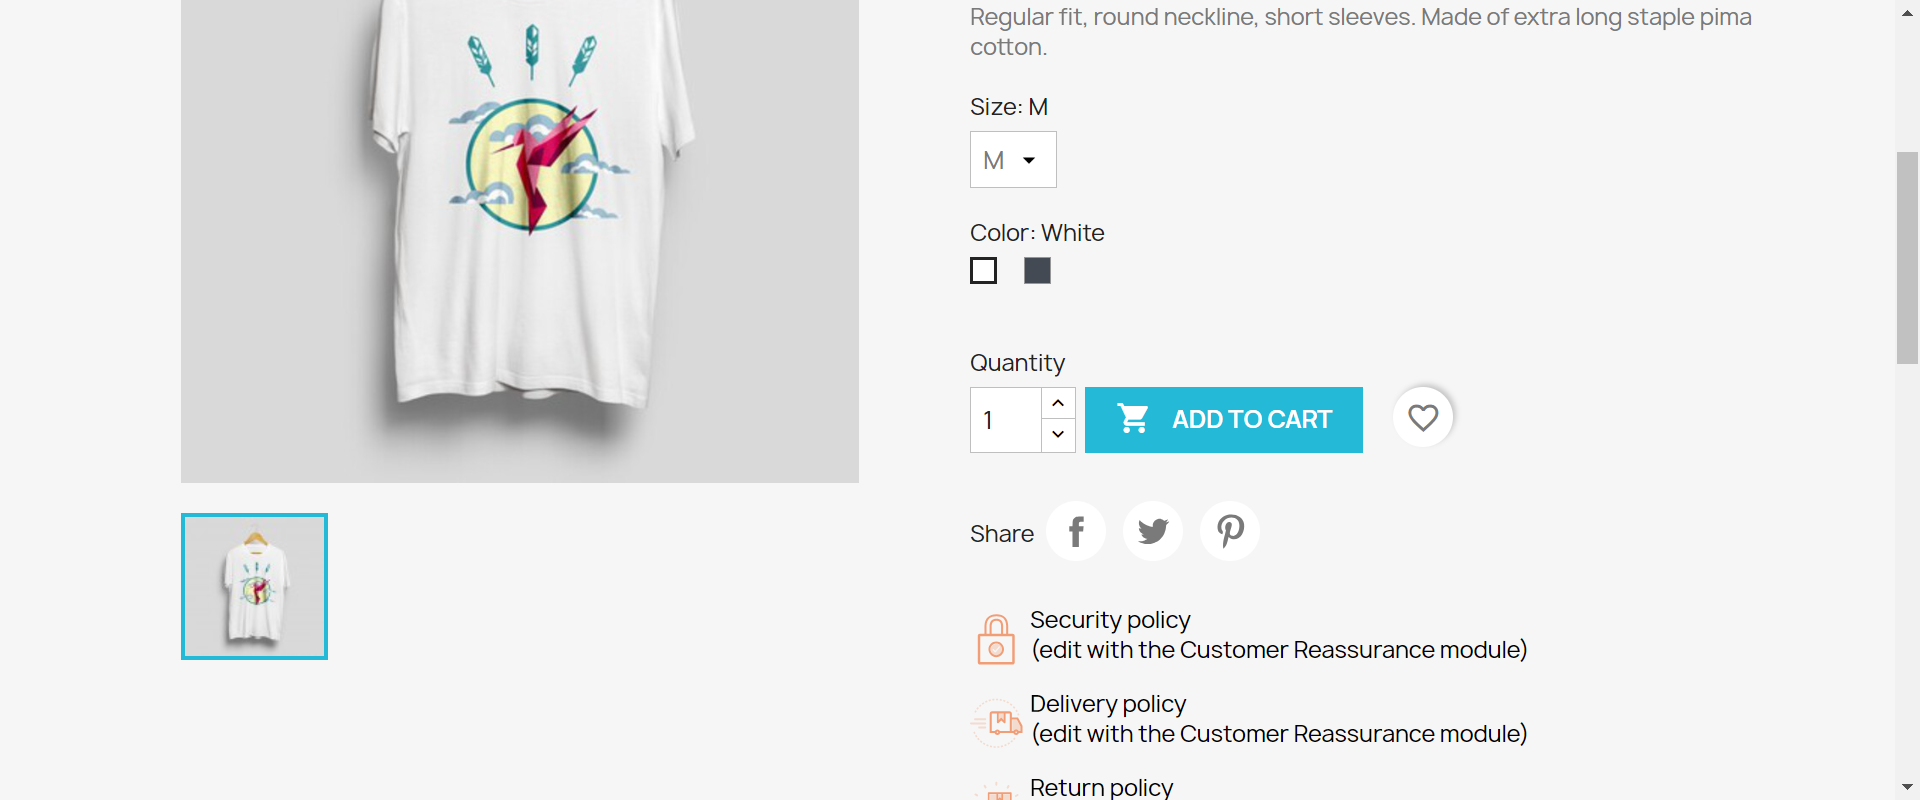 Regular fit, round neckline, short sleeves. Made of extra long staple pima
cotton.
Size: M
M
Color: White
Quantity
1
ADD TO CART
Share
Security policy
(edit with the Customer Reassurance module)
Delivery policy
(edit with the Customer Reassurance module)
Return policy